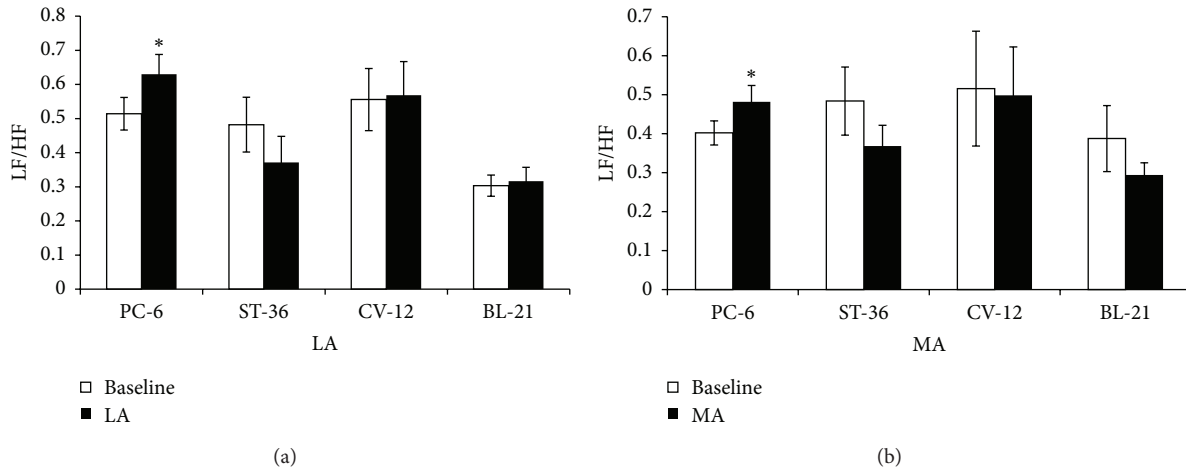 0.8
0.7
0.6
0.5
0.4
0.3
0.2
0.1
0
LF/HF
*
PC-6 ST-36 CV-12 BL-21
LA
Baseline
LA
(a)
0.7
0.6
0.5
0.4
0.3
0.2
0.1
0
LF/HF
*
PC-6 ST-36 CV-12 BL-21
MA
Baseline
MA
(b)